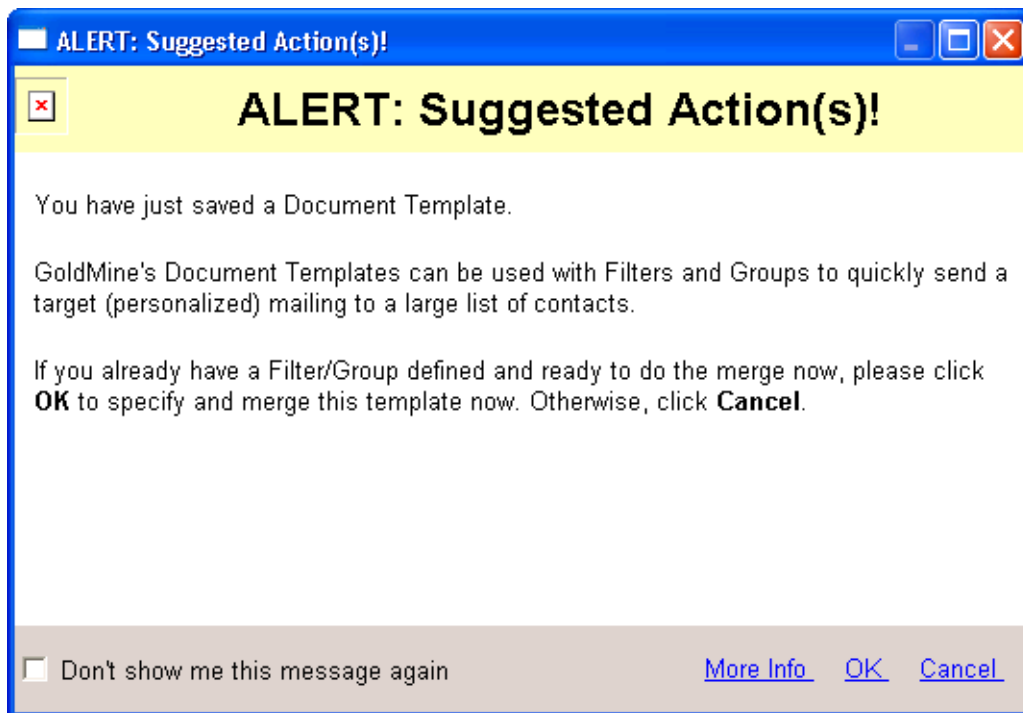 ALERT: Suggested Action(s)!
ALERT: Suggested Action(s)!
You have just saved a Document Template.
GoldMine's Document Templates can be used with Filters and Groups to quickly send a
target (personalized) mailing to a large list of contacts.
If you already have a Filter/Group defined and ready to do the merge now, please click
OK to specify and merge this template now. Otherwise, click Cancel.
Don't show me this message again More Info OK Cancel